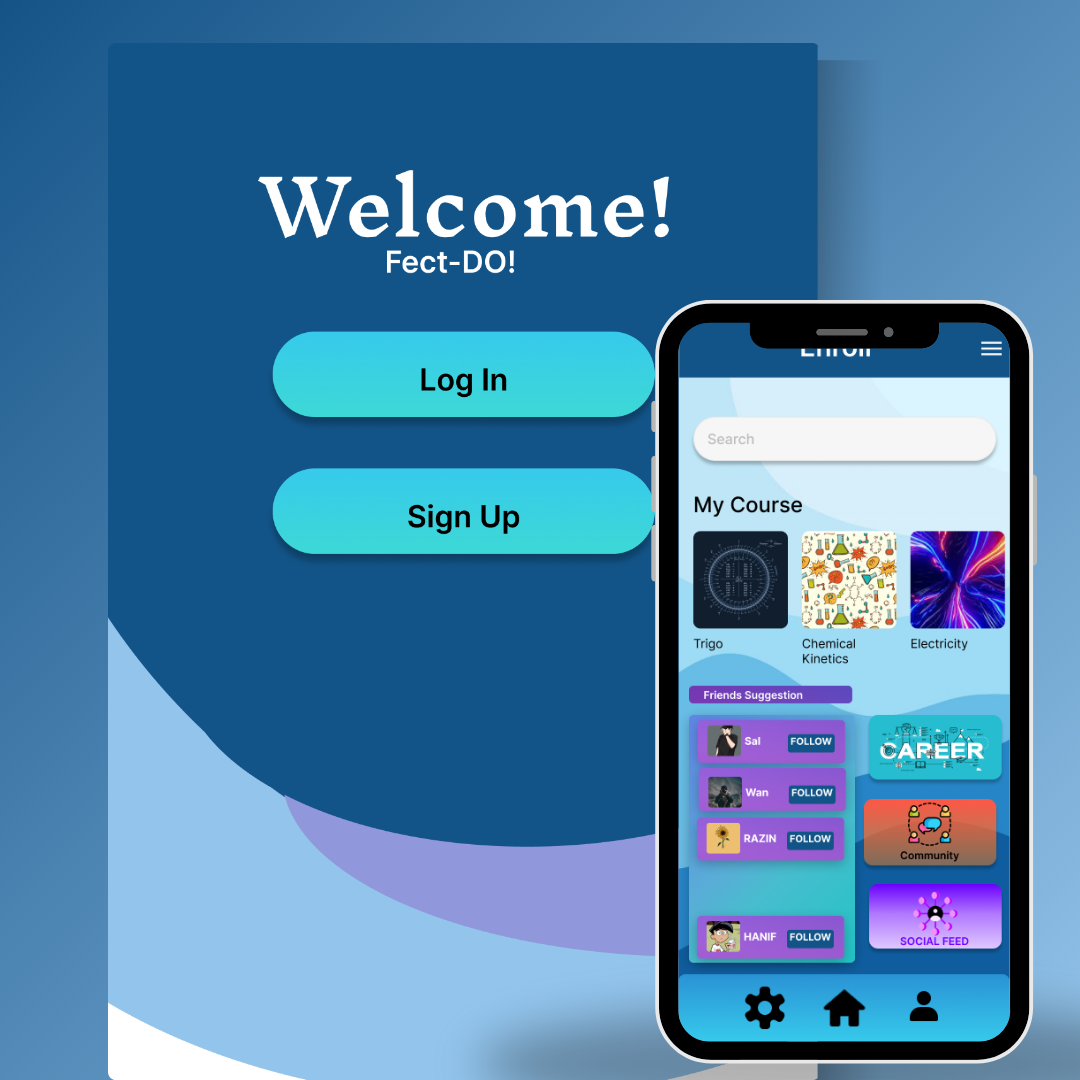 Welcome!
Fect-DO!
Log In
Sign Up
Enroll
Search
My Course
Trigo
Chemical
Kinetics
Electricity
Friends Suggestion
Sal
FOLLOW
Wan
FOLLOW
RAZIN
FOLLOW
HANIF
FOLLOW
CAREER
Community
SOCIAL FEED